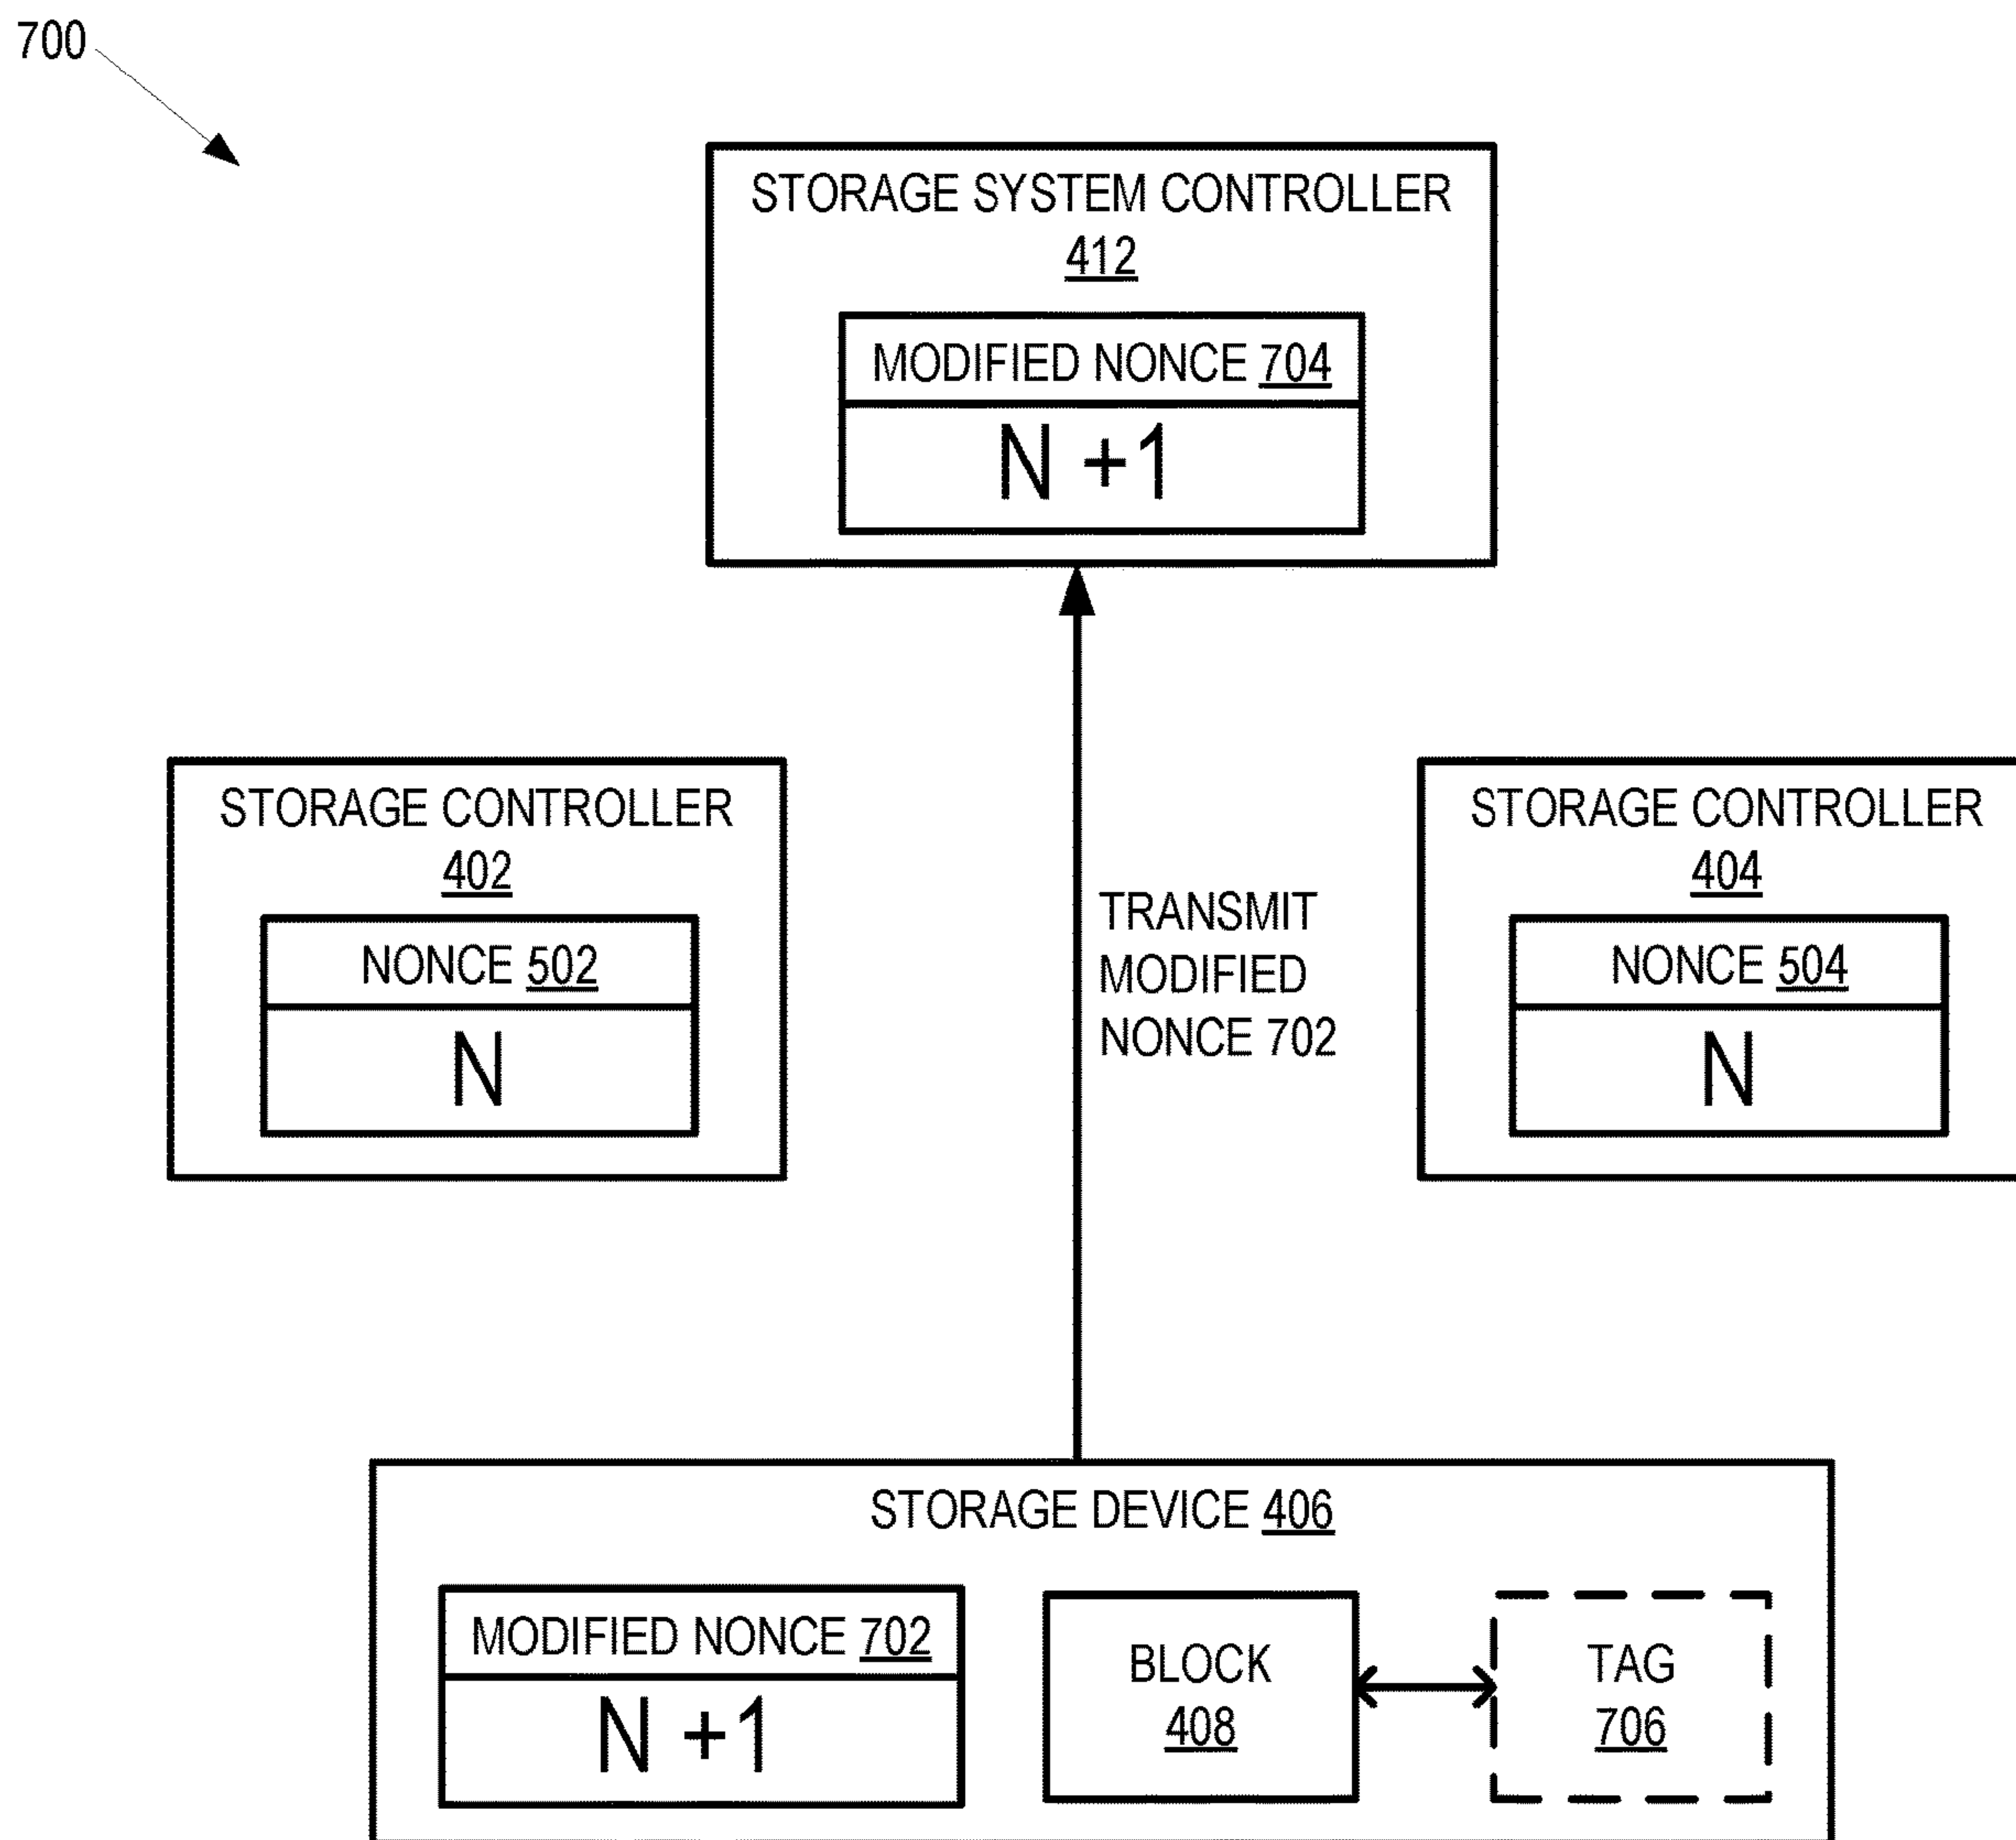 700
STORAGE SYSTEM CONTROLLER
412
MODIFIED NONCE 704
N +1
STORAGE CONTROLLER
402
NONCE 502
N
TRANSMIT
MODIFIED
NONCE 702
STORAGE CONTROLLER
404
NONCE 504
N
STORAGE DEVICE 406
MODIFIED NONCE 702
N +1
BLOCK
408
TAG
706